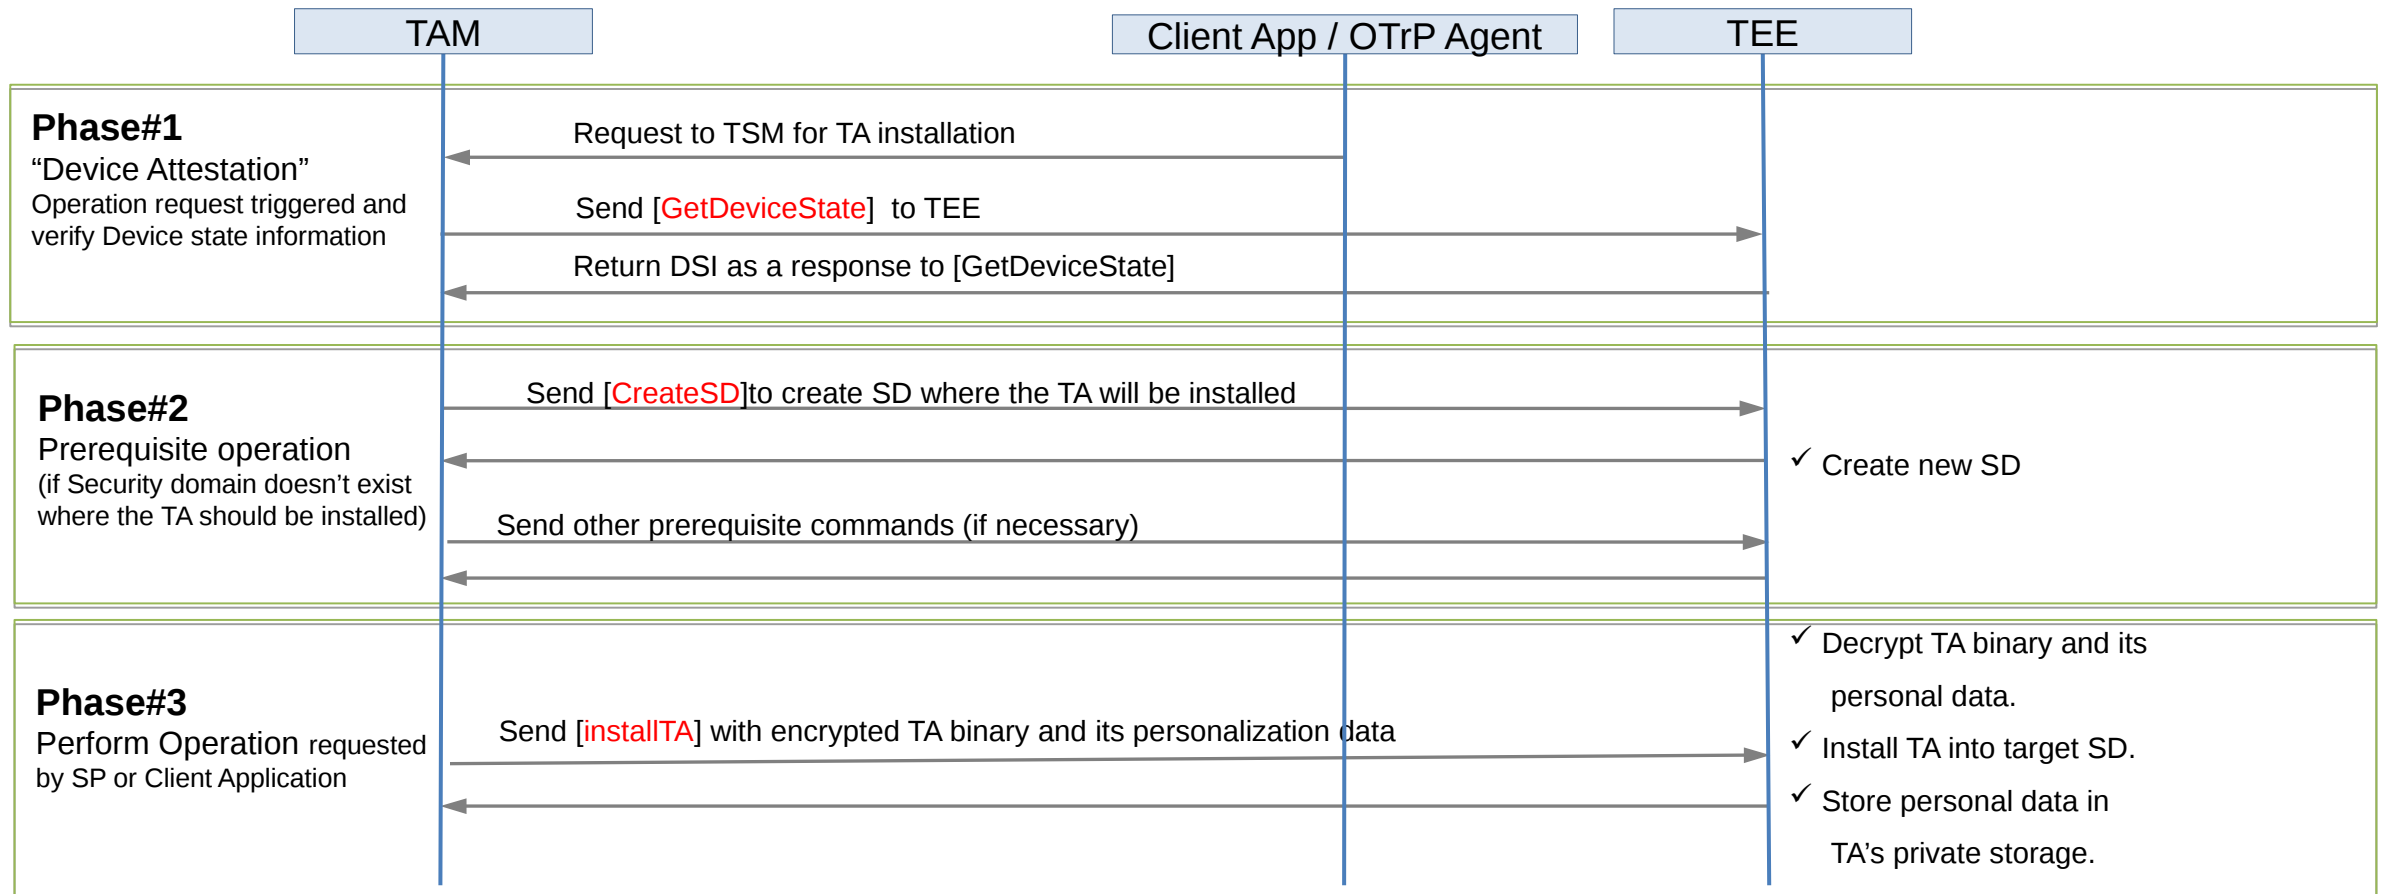 TAM
Client App / OTrP Agent
TEE
Phase#1
“Device Attestation”
Operation request triggered and
verify Device state information
Request to TSM for TA installation
Send [GetDeviceState]  to TEE
Return DSI as a response to [GetDeviceState]
Phase#2
Prerequisite operation
(if Security domain doesn’t exist
where the TA should be installed)
Send [CreateSD]to create SD where the TA will be installed
✓ Create new SD
Send other prerequisite commands (if necessary)
Phase#3
Perform Operation requested
by SP or Client Application
Send [installTA] with encrypted TA binary and its personalization data
✓ Decrypt TA binary and its
personal data.
✓ Install TA into target SD.
✓ Store personal data in
TA’s private storage.